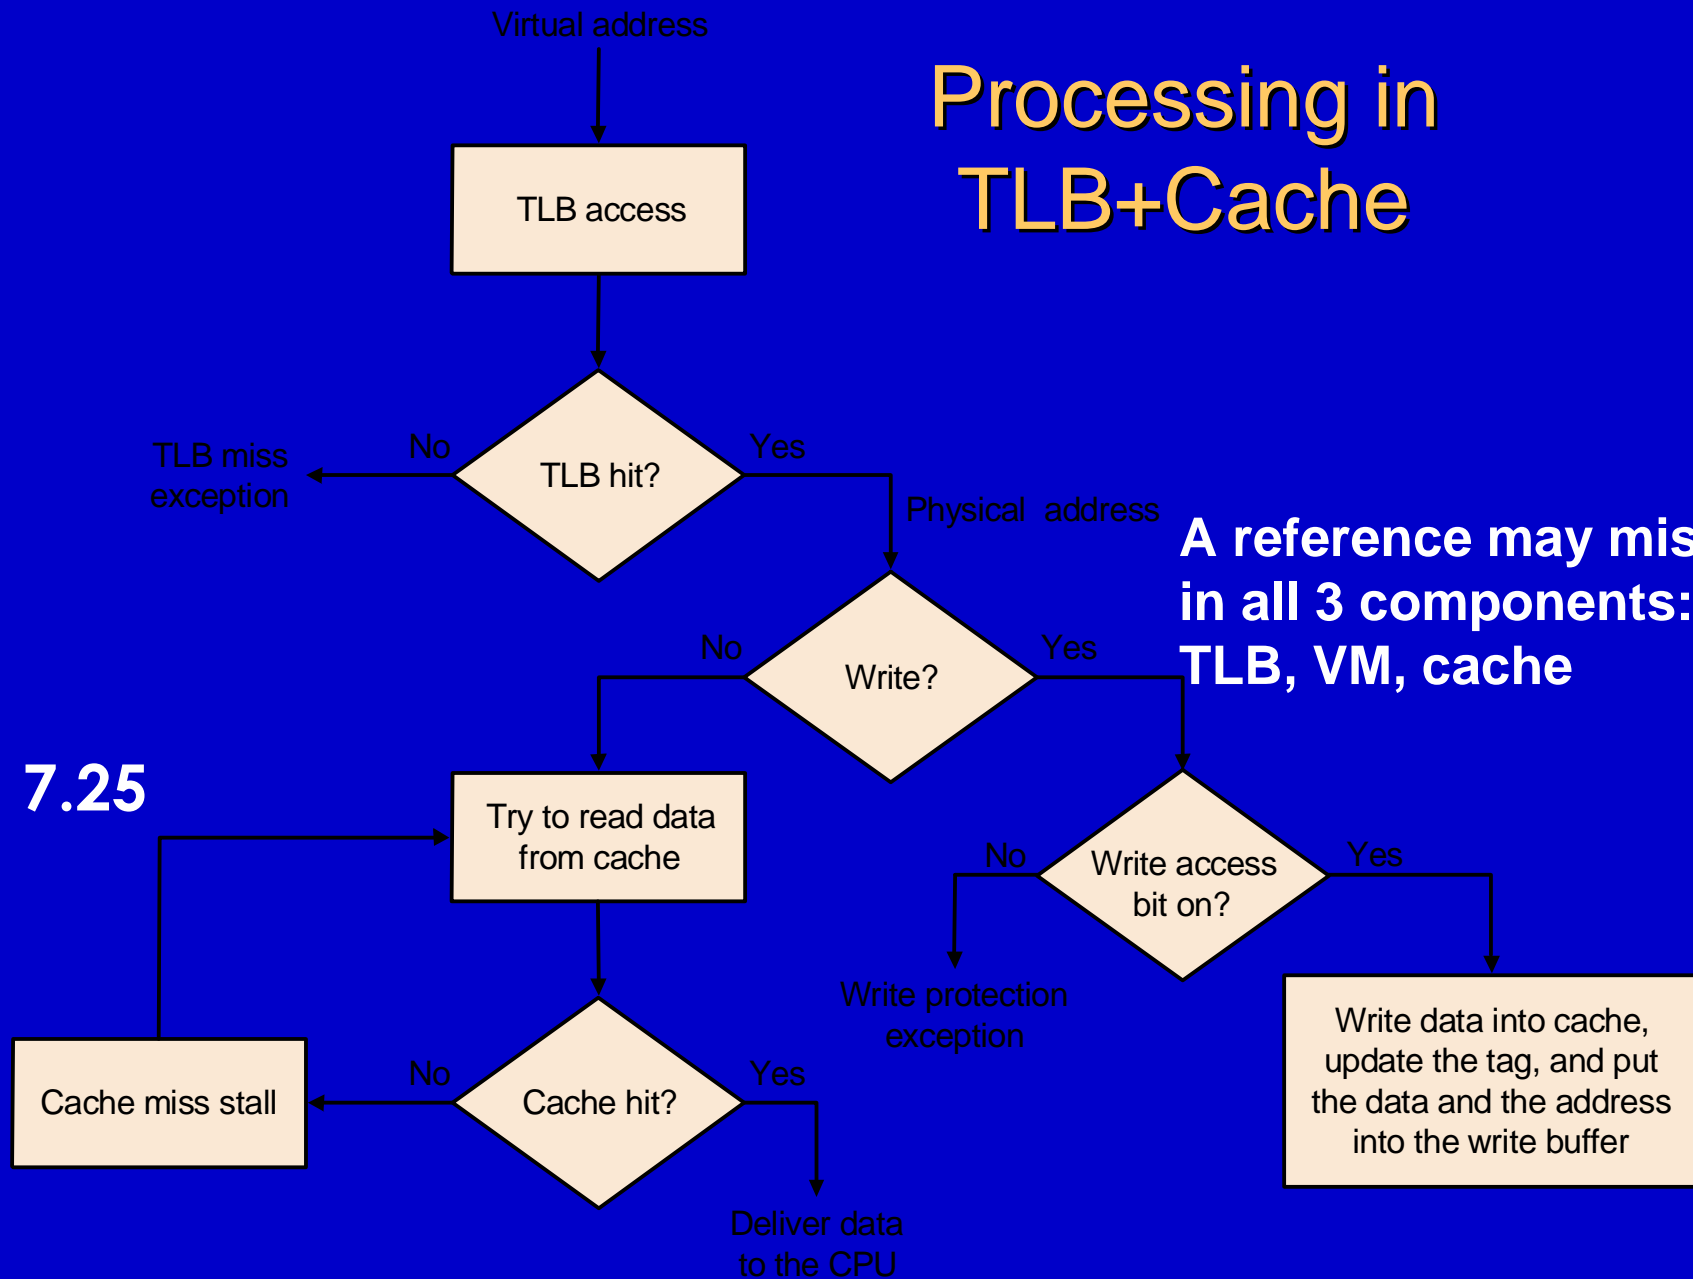 Virtual address
Processing in
TLB+Cache
TLB access
TLB hit?
No
Yes
TLB miss
exception
Physical address
A reference may mis
in all 3 components:
TLB, VM, cache
Write?
No
Yes
7.25
Try to read data
from cache
Write access
bit on?
No
Yes
Write protection
exception
Write data into cache,
update the tag, and put
the data and the address
into the write buffer
Cache miss stall
No
Cache hit?
Yes
Deliver data
to the CPU